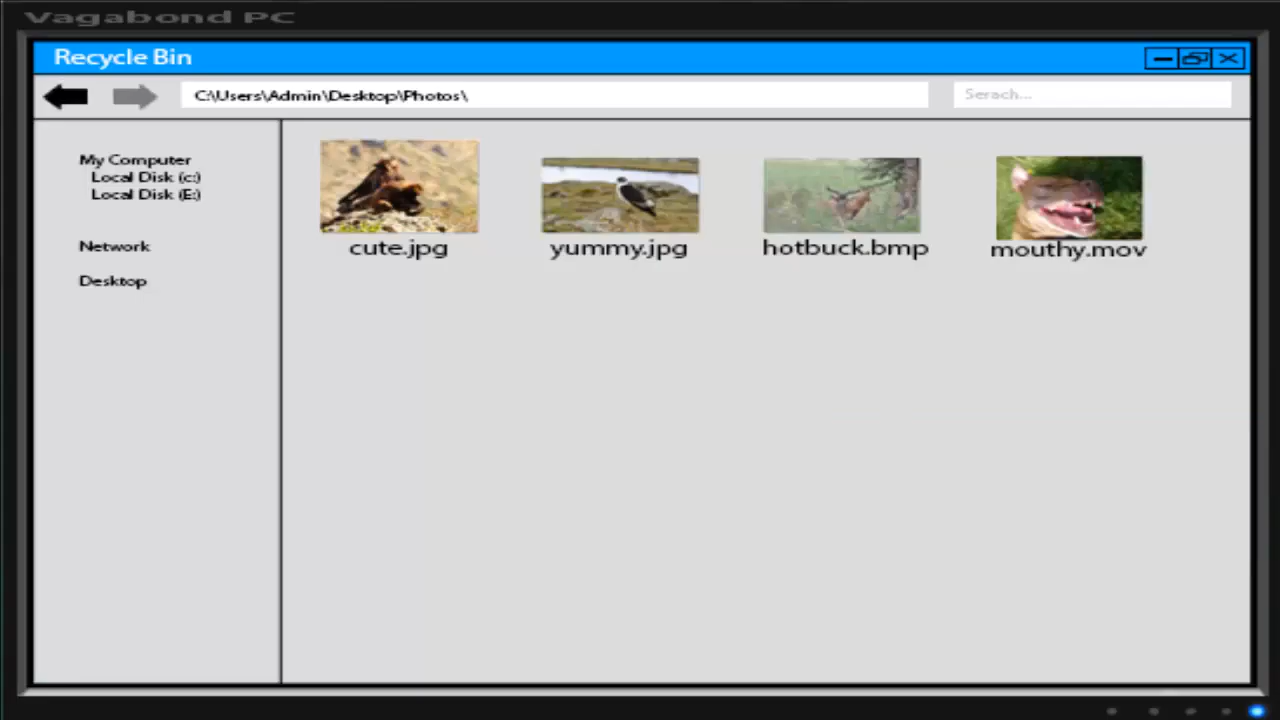 Vagabond PC
Recycle Bin
C:\Users\Admin\Desktop\Photos\
Serach...
My Computer
Local Disk (c:)
Local Disk (E:)
Network
Desktop
cute.jpg
yummy.jpg
hotbuck.bmp
mouthy.mov